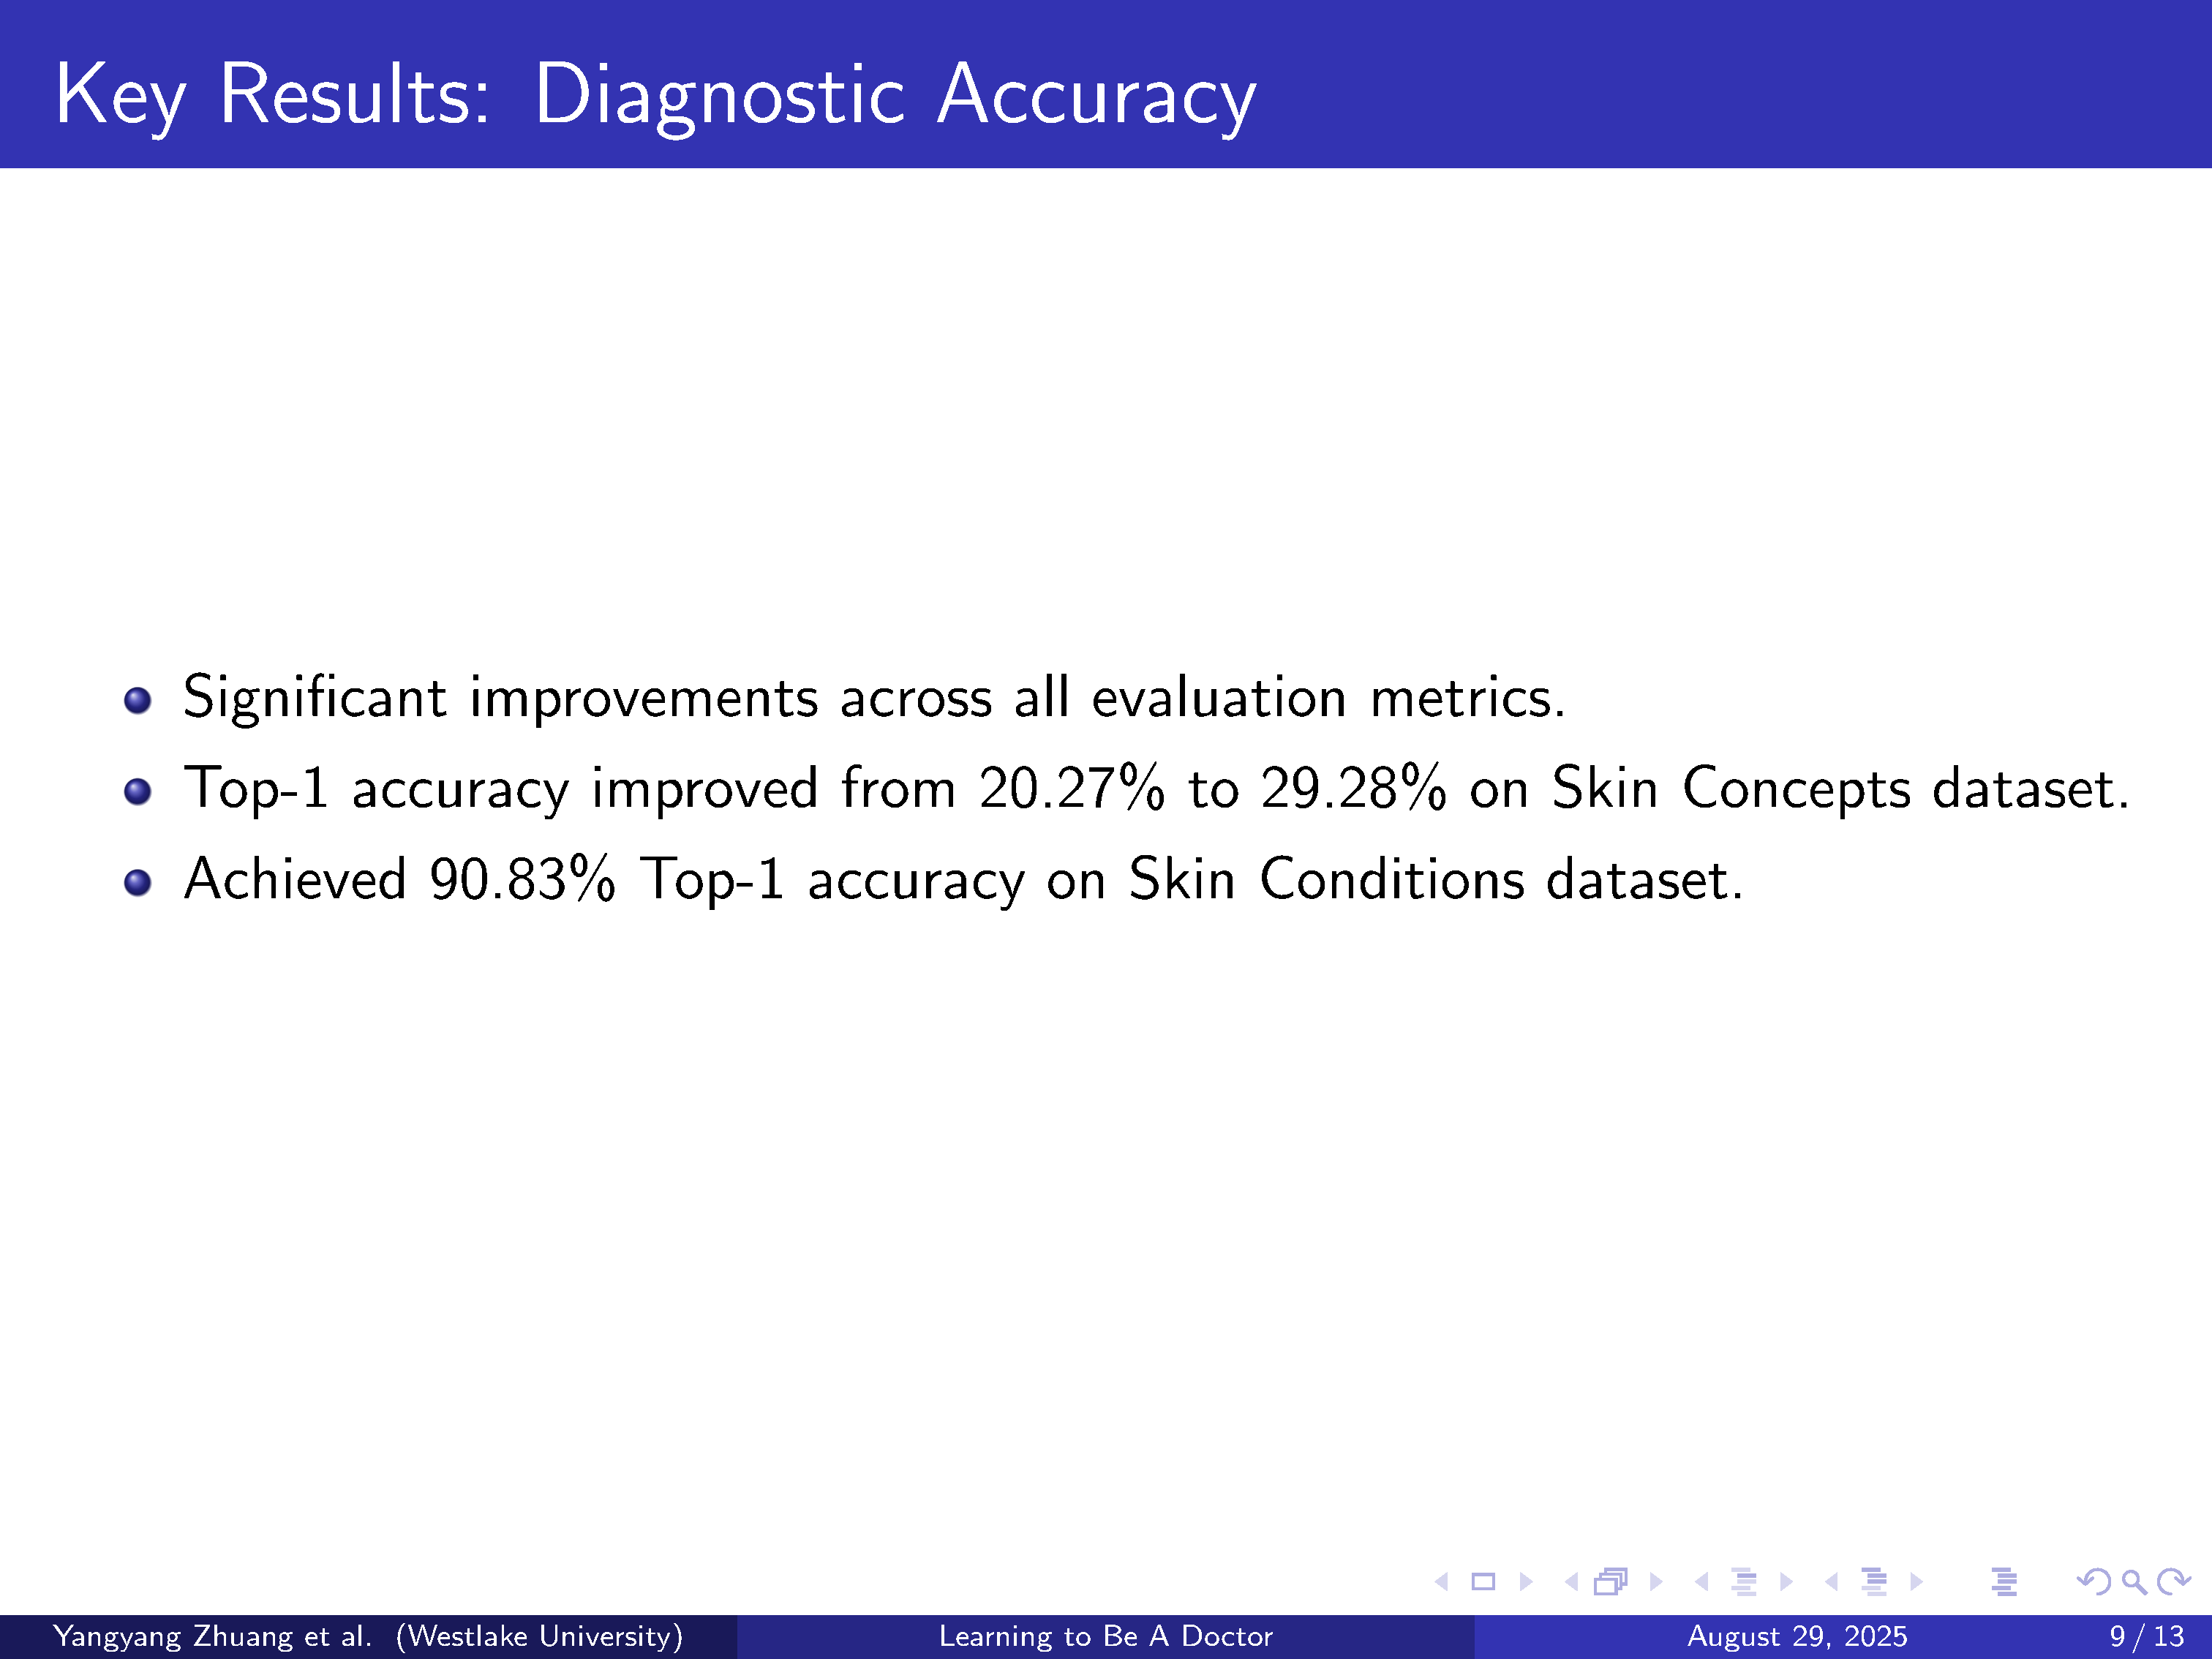 Key Results: Diagnostic Accuracy
Significant improvements across all evaluation metrics.
Top-1 accuracy improved from 20.27% to 29.28% on Skin Concepts dataset.
Achieved 90.83% Top-1 accuracy on Skin Conditions dataset.
Yangyang Zhuang et al. (Westlake University) Learning to Be A Doctor August 29, 2025 9 / 13